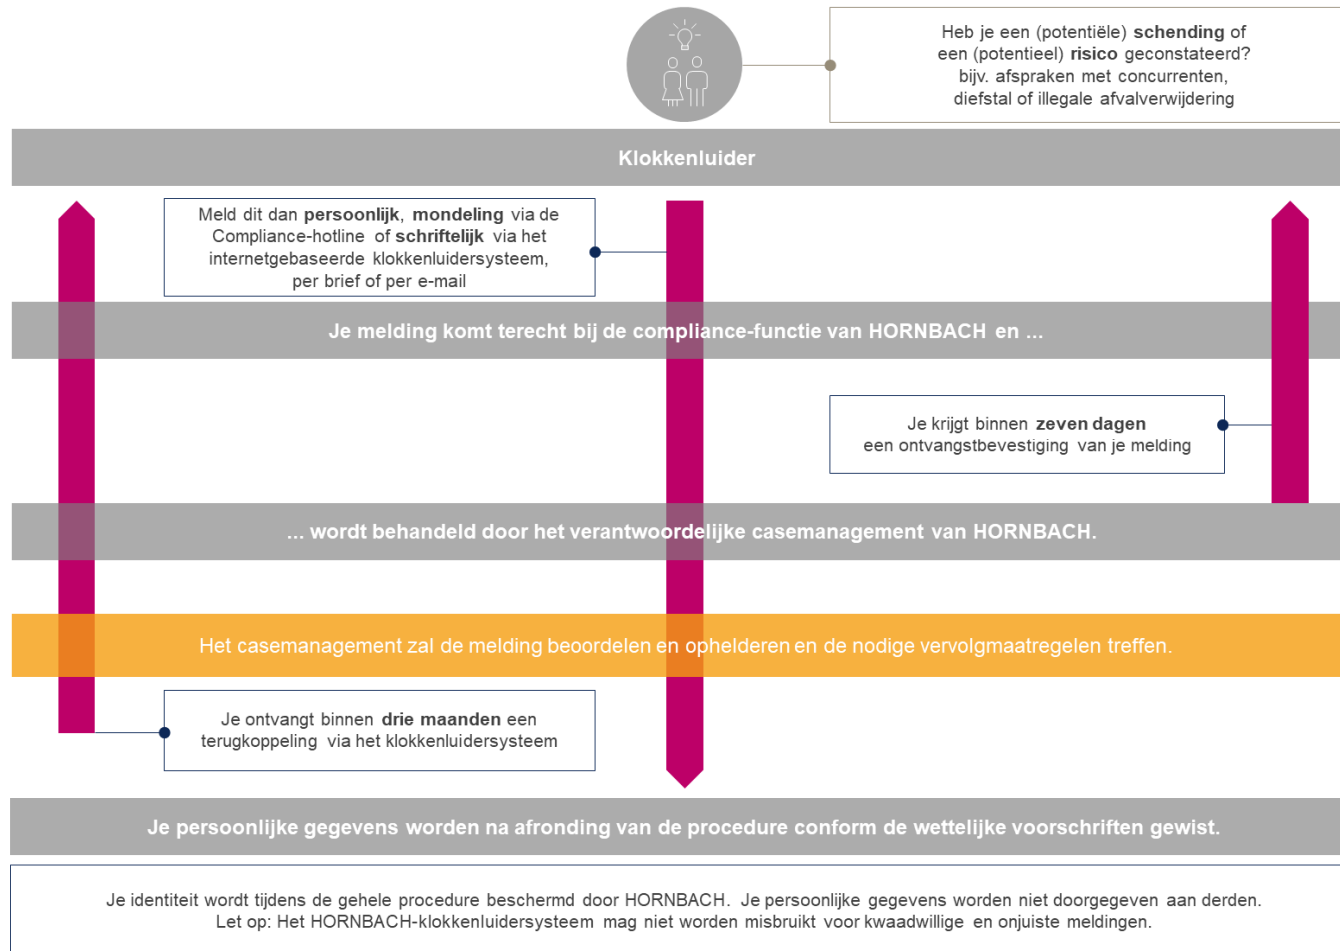 Heb je een (potentiële) schending of
een (potentieel) risico geconstateerd?
bijv. afspraken met concurrenten,
diefstal of illegale afvalverwijdering
Klokkenluider
Meld dit dan persoonlijk, mondeling via de
Compliance-hotline of schriftelijk via het
internetgebaseerde klokkenluidersysteem,
per brief of per e-mail
Je melding komt terecht bij de compliance-functie van HORNBACH en ...
Je krijgt binnen zeven dagen
een ontvangstbevestiging van je melding
... wordt behandeld door het verantwoordelijke casemanagement van HORNBACH.
Het casemanagement zal de melding beoordelen en ophelderen en de nodige vervolgmaatregelen treffen.
Je ontvangt binnen drie maanden een
terugkoppeling via het klokkenluidersysteem
Je persoonlijke gegevens worden na afronding van de procedure conform de wettelijke voorschriften gewist.
Je identiteit wordt tijdens de gehele procedure beschermd door HORNBACH. Je persoonlijke gegevens worden niet doorgegeven aan derden.
Let op: Het HORNBACH-klokkenluidersysteem mag niet worden misbruikt voor kwaadwillige en onjuiste meldingen.